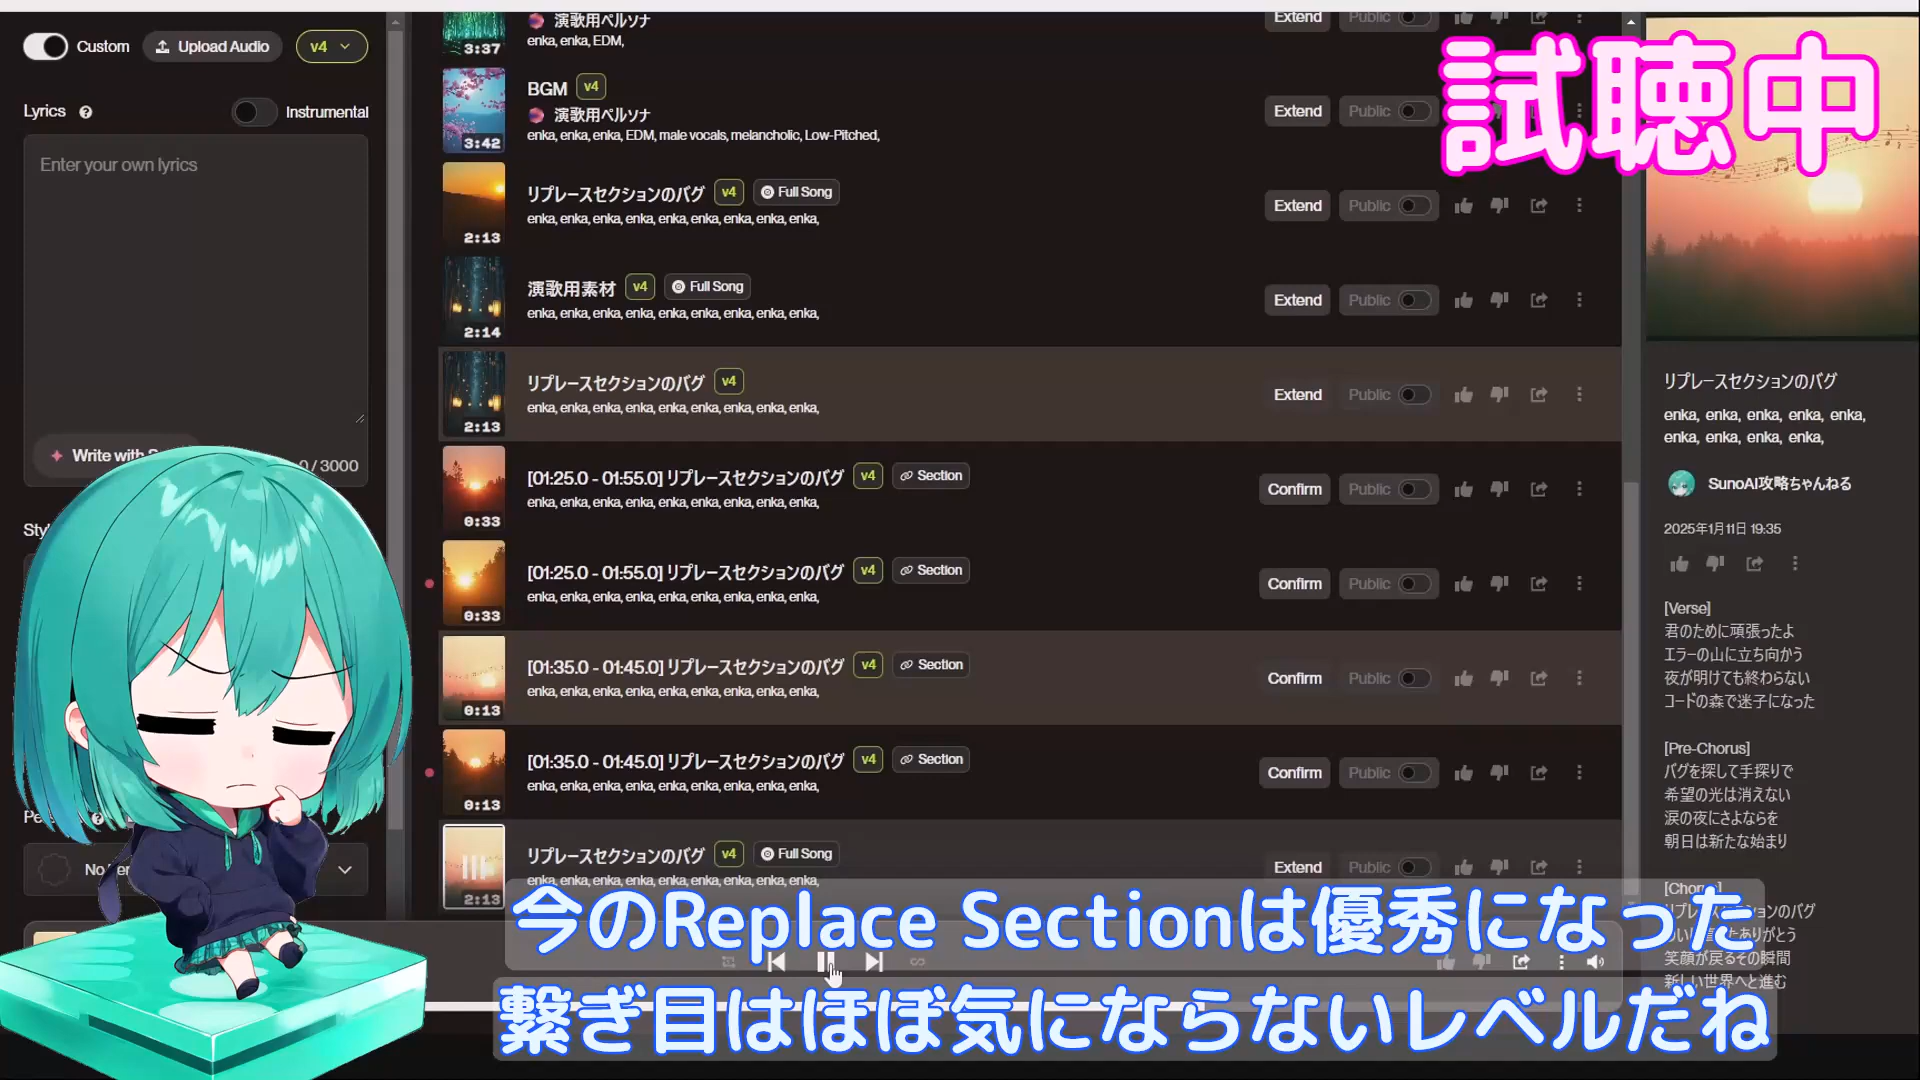 Custom
Upload Audio
v4
Lyrics
Instrumental
Enter your own lyrics
Write with
0/3000
3:37
演歌用ペルソナ
enka, enka, EDM,
Extend
Public
3:42
BGM v4
演歌用ペルソナ
enka, enka, enka, EDM, male vocals, melancholic, Low-Pitched,
Extend
Public
2:13
リプレースセクションのバグ v4 Full Song
enka, enka, enka, enka, enka, enka, enka, enka, enka,
Extend
Public
2:14
演歌用素材 v4 Full Song
enka, enka, enka, enka, enka, enka, enka, enka, enka,
Extend
Public
2:13
リプレースセクションのバグ v4
enka, enka, enka, enka, enka, enka, enka, enka, enka,
Extend
Public
0:33
[01:25.0 - 01:55.0] リプレースセクションのバグ v4 Section
enka, enka, enka, enka, enka, enka, enka, enka, enka,
Confirm
Public
0:33
[01:25.0 - 01:55.0] リプレースセクションのバグ v4 Section
enka, enka, enka, enka, enka, enka, enka, enka, enka,
Confirm
Public
0:13
[01:35.0 - 01:45.0] リプレースセクションのバグ v4 Section
enka, enka, enka, enka, enka, enka, enka, enka, enka,
Confirm
Public
0:13
[01:35.0 - 01:45.0] リプレースセクションのバグ v4 Section
enka, enka, enka, enka, enka, enka, enka, enka, enka,
Confirm
Public
2:13
リプレースセクションのバグ v4 Full Song
enka, enka, enka, enka, enka, enka, enka, enka, enka,
Extend
Public
試聴中
リプレースセクションのバグ
enka, enka, enka, enka, enka,
enka, enka, enka, enka,
SunoAI攻略ちゃんねる
2025年1月11日 19:35
[Verse]
君のために頑張ったよ
エラーの山に立ち向かう
夜が明けても終わらない
コードの森で迷子になった
[Pre-Chorus]
バグを探して手探りで
希望の光は消えない
涙の夜にさよならを
朝日は新たな始まり
笑顔が戻るその瞬間
新しい世界へと進む
今のReplace Sectionは優秀になった
繋ぎ目はほぼ気にならないレベルだね